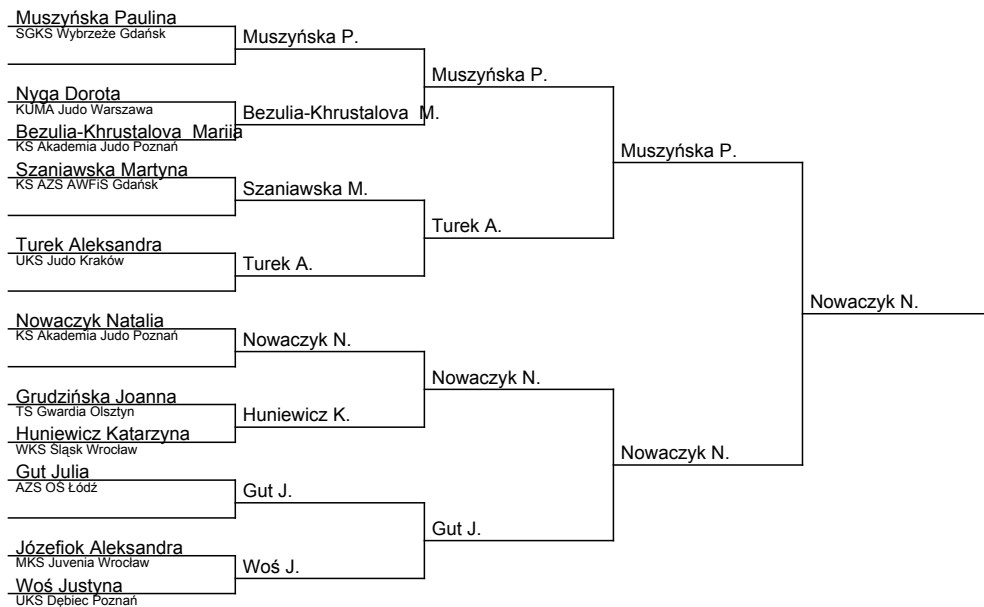 Muszyńska Paulina
SGKS Wybrzeże Gdańsk
Nyga Dorota
KUMA Judo Warszawa
Bezulia-Khrustalova  Mariia
KS Akademia Judo Poznań
Szaniawska Martyna
KS AZS AWFiS Gdańsk
Turek Aleksandra
UKS Judo Kraków
Nowaczyk Natalia
KS Akademia Judo Poznań
Grudzińska Joanna
TS Gwardia Olsztyn
Huniewicz Katarzyna
WKS Śląsk Wrocław
Gut Julia
AZS OŚ Łódź
Józefiok Aleksandra
MKS Juvenia Wrocław
Woś Justyna
UKS Dębiec Poznań
Muszyńska P.
Bezulia-Khrustalova  M.
Szaniawska M.
Turek A.
Nowaczyk N.
Huniewicz K.
Gut J.
Woś J.
Muszyńska P.
Turek A.
Nowaczyk N.
Gut J.
Muszyńska P.
Nowaczyk N.
Nowaczyk N.